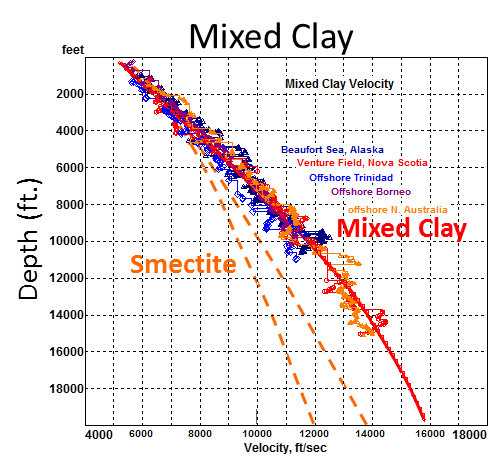 Mixed Clay
feet
Mixed Clay Velocity
2000
4000
6000
8000
10000
12000
14000
16000
18000
Depth (ft.)
Beaufort Sea, Alaska
Venture Field, Nova Scotia
Offshore Trinidad
Offshore Borneo
offshore N. Australia
Mixed Clay
Smectite
4000 6000 8000 10000 12000 14000 16000 18000
Velocity, ft/sec